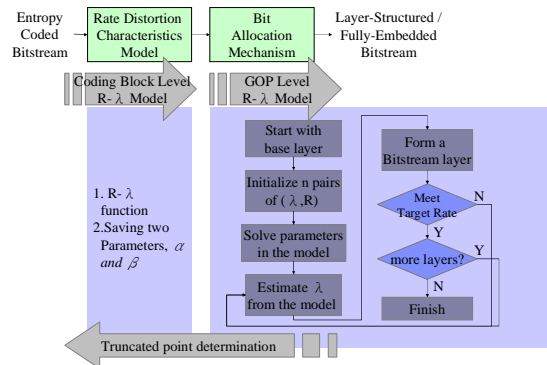 Entropy
Coded
Bitstream
Rate Distortion
Characteristics
Model
Bit
Allocation
Mechanism
Layer-Structured /
Fully-Embedded
Bitstream
Coding Block Level
R- λ Model
GOP Level
R- λ Model
1. R- λ
function
2.Saving two
Parameters, α
and β
Start with
base layer
Initialize n pairs
of ( λ ,R)
Solve parameters
in the model
Estimate λ
from the model
Form a
Bitstream layer
Meet
Target Rate
N
Y
more layers?
Y
N
Finish
Truncated point determination